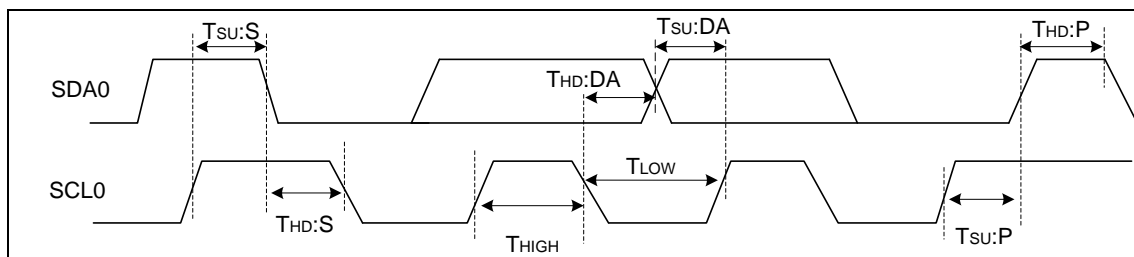 TSU:S
TSU:DA
THD:P
SDA0
THD:DA
SCL0
TLOW
THD:S
THIGH
TSU:P